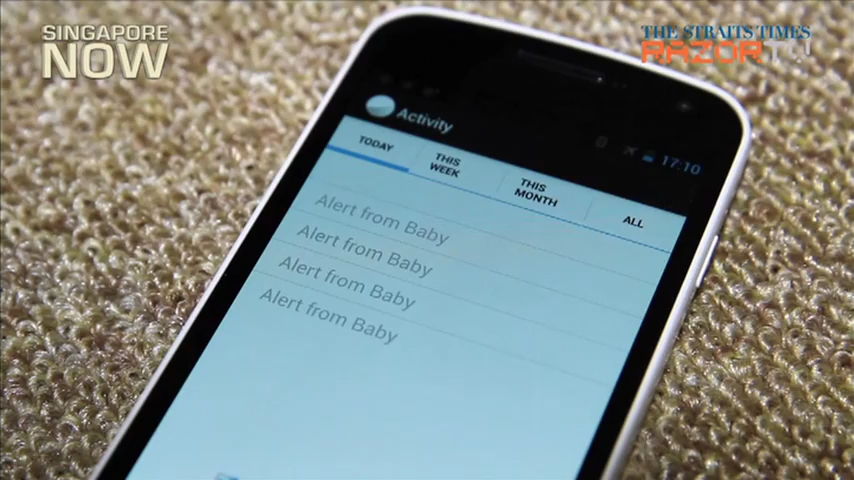 SINGAPORE
NOW
THE STRAITS TIMES
RAZORTV
Activity
17:10
TODAY
THIS
WEEK
THIS
MONTH
ALL
Alert from Baby
Alert from Baby
Alert from Baby
Alert from Baby